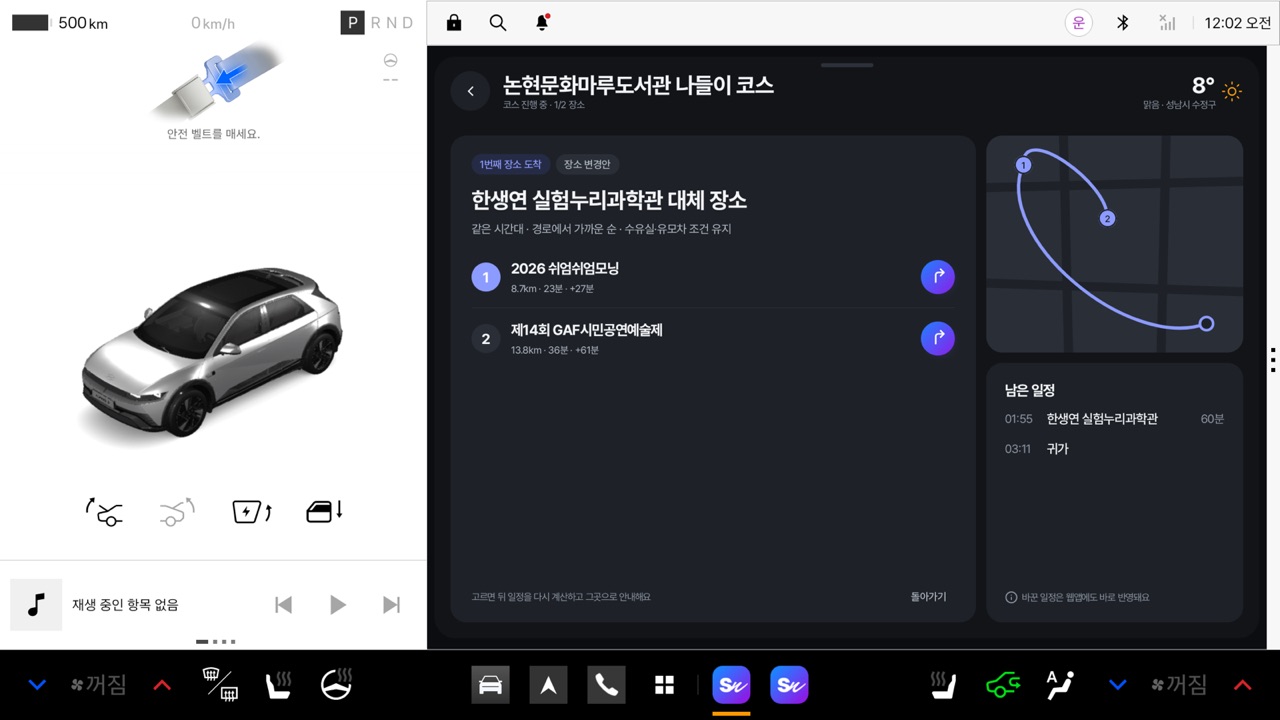 500 km
0 km/h
P R N D
운
12:02 오전
--
안전 벨트를 매세요.
논현문화마루도서관 나들이 코스
코스 진행 중 · 1/2 장소
8°
맑음 · 성남시 수정구
1번째 장소 도착
장소 변경안
한생연 실험누리과학관 대체 장소
같은 시간대 · 경로에서 가까운 순 · 수유실·유모차 조건 유지
1
2026 쉬엄쉬엄모닝
8.7km · 23분 · +27분
2
제14회 GAF시민공연예술제
13.8km · 36분 · +61분
고르면 뒤 일정을 다시 계산하고 그곳으로 안내해요
돌아가기
1
2
남은 일정
01:55 한생연 실험누리과학관 60분
03:11 귀가
바꾼 일정은 웹앱에도 바로 반영돼요
재생 중인 항목 없음
꺼짐
Sv
Sv
A
꺼짐